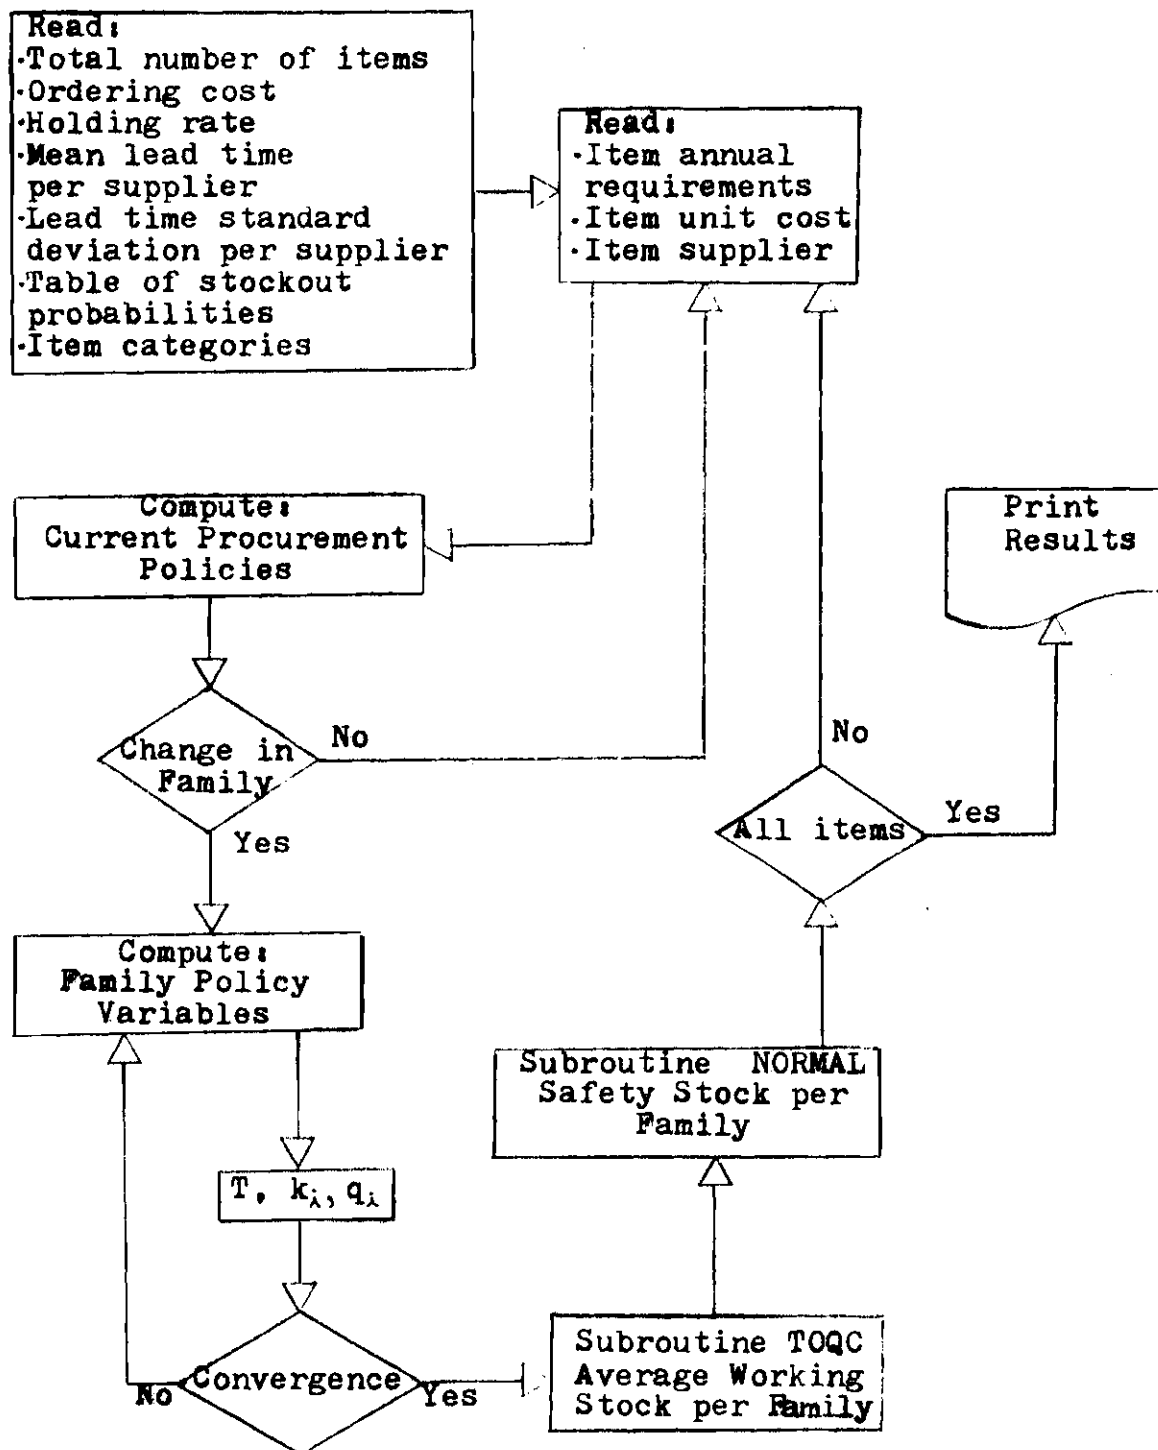 Read:
·Total number of items
·Ordering cost
·Holding rate
·Mean lead time
per supplier
·Lead time standard
deviation per supplier
·Table of stockout
probabilities
·Item categories
Read:
·Item annual
requirements
·Item unit cost
·Item supplier
Compute:
Current Procurement
Policies
Print
Results
Change in
Family
No
Yes
No
All items
Yes
Compute:
Family Policy
Variables
Subroutine NORMAL
Safety Stock per
Family
T, k_i, q_i
Convergence
No
Yes
Subroutine TOQC
Average Working
Stock per Family